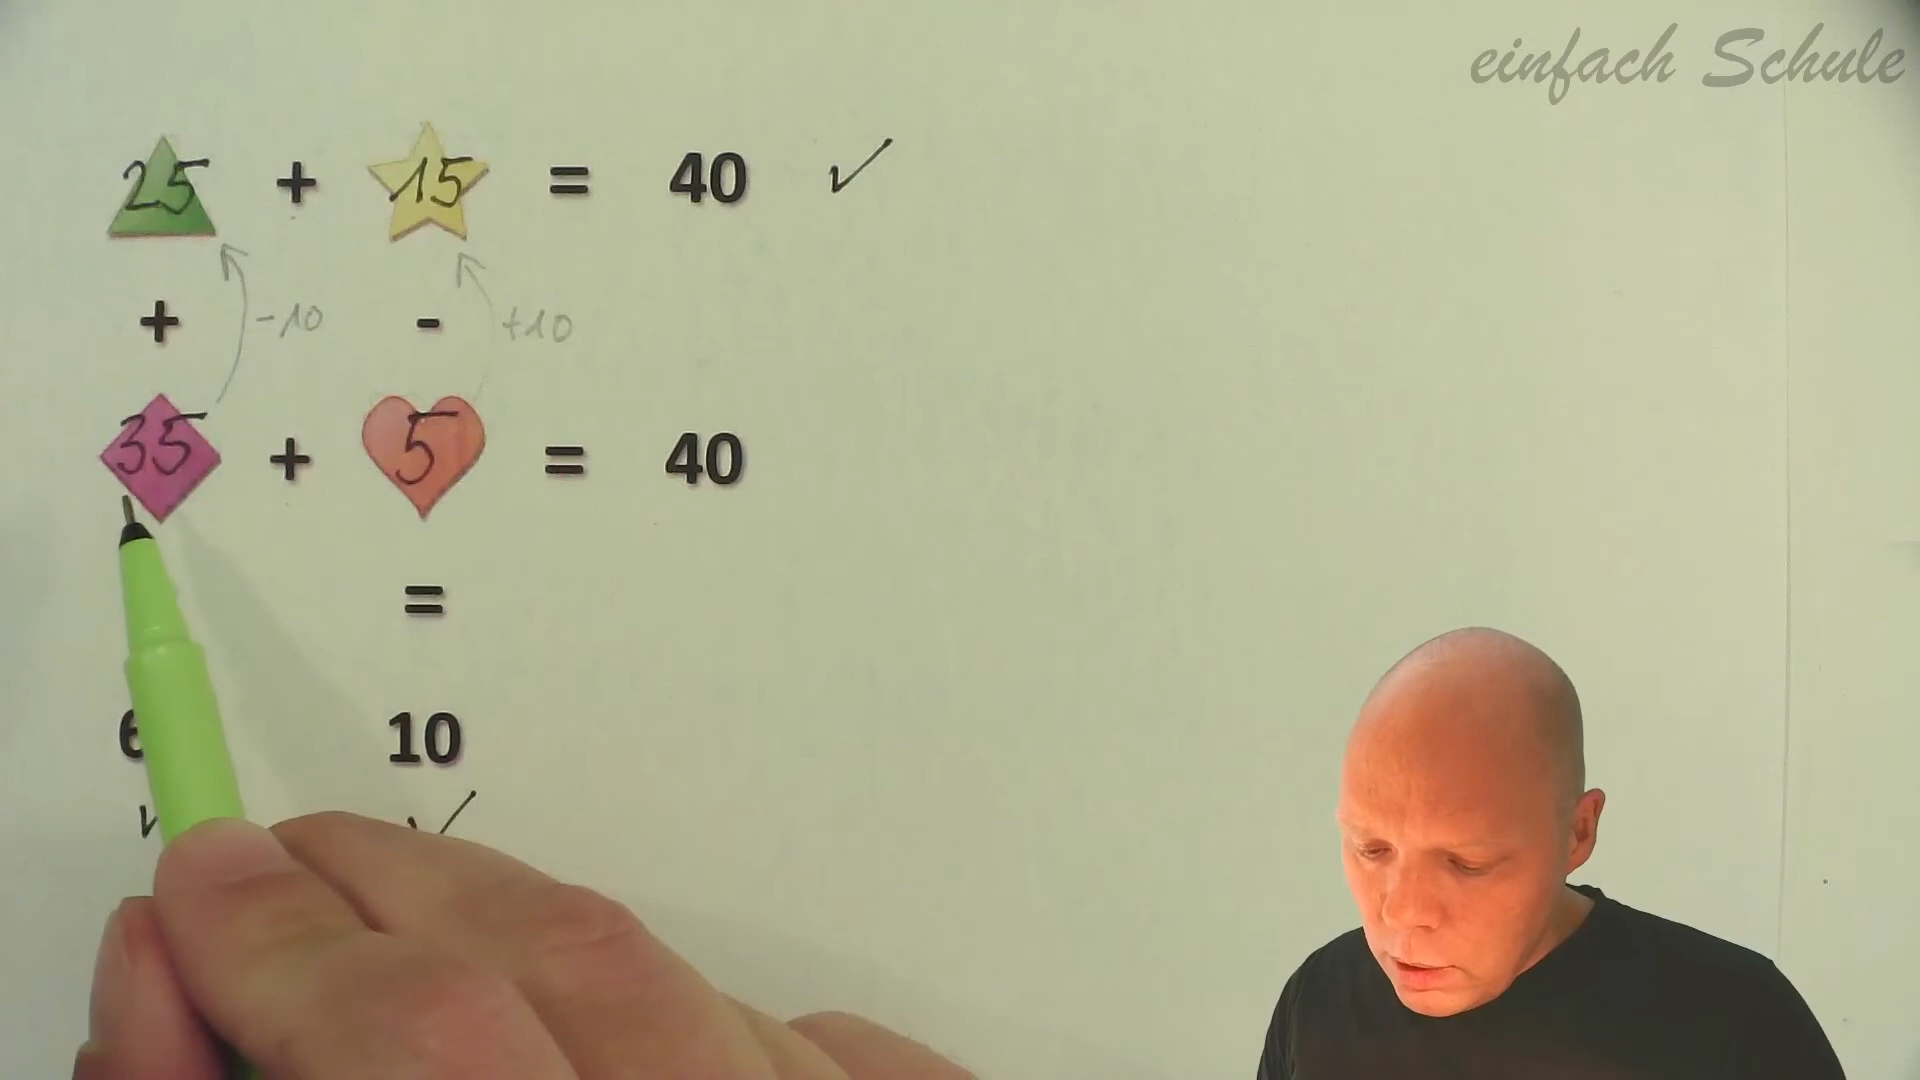 einfach Schule
25 + 15 = 40 ✓
+ -10 - +10
35 + 5 = 40
=
10
✓